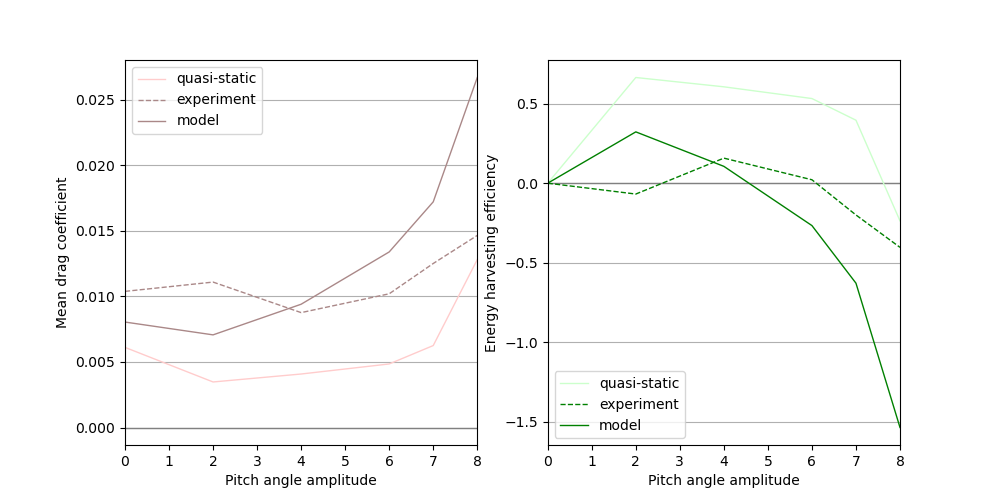 quasi-static
experiment
model
0.025
0.020
0.015
0.010
0.005
0.000
Mean drag coefficient
0 1 2 3 4 5 6 7 8
Pitch angle amplitude
0.5
0.0
−0.5
−1.0
−1.5
Energy harvesting efficiency
quasi-static
experiment
model
0 1 2 3 4 5 6 7 8
Pitch angle amplitude